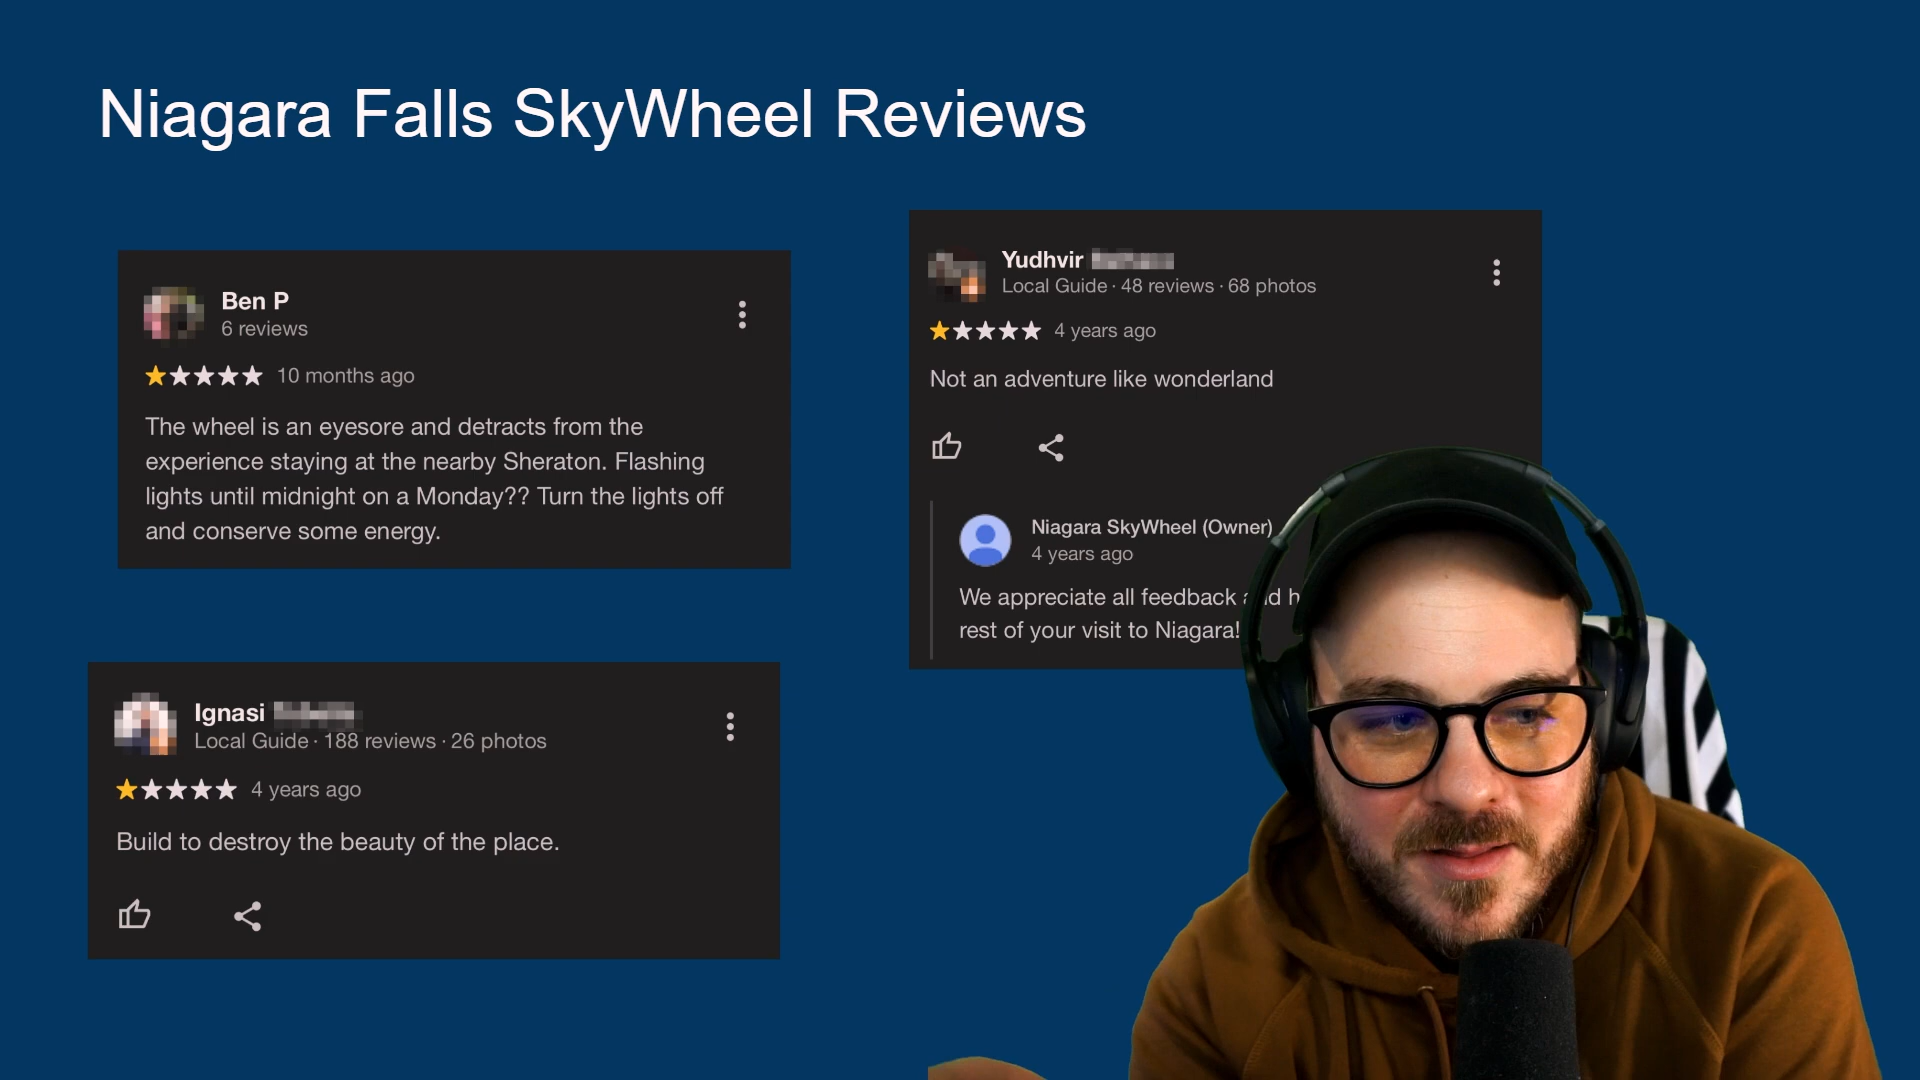 Niagara Falls SkyWheel Reviews
Ben P
6 reviews
10 months ago
The wheel is an eyesore and detracts from the
experience staying at the nearby Sheraton. Flashing
lights until midnight on a Monday?? Turn the lights off
and conserve some energy.
Ignasi
Local Guide · 188 reviews · 26 photos
4 years ago
Build to destroy the beauty of the place.
Yudhvir
Local Guide · 48 reviews · 68 photos
4 years ago
Not an adventure like wonderland
Niagara SkyWheel (Owner)
4 years ago
We appreciate all feedback
rest of your visit to Niagara!